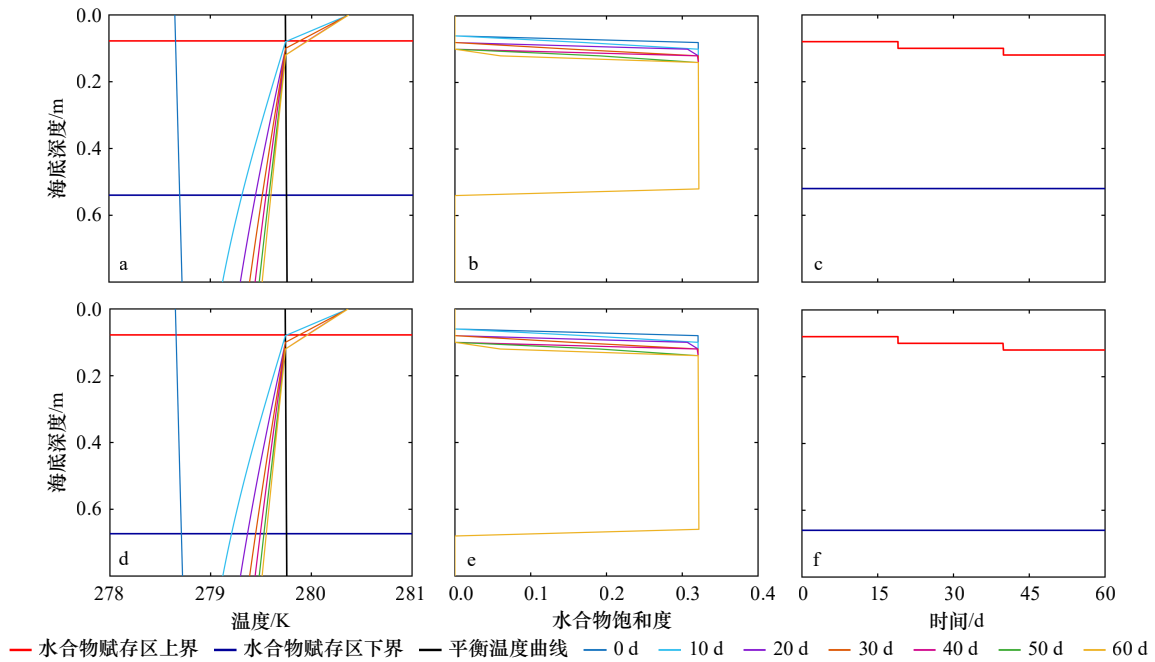 0.0
0.2
0.4
0.6
海底深度/m
a
b
c
0.0
0.2
0.4
0.6
海底深度/m
d
e
f
278 279 280 281
0.0 0.1 0.2 0.3 0.4
0 15 30 45 60
温度/K 水合物饱和度 时间/d
水合物赋存区上界 水合物赋存区下界 平衡温度曲线 0 d 10 d 20 d 30 d 40 d 50 d 60 d